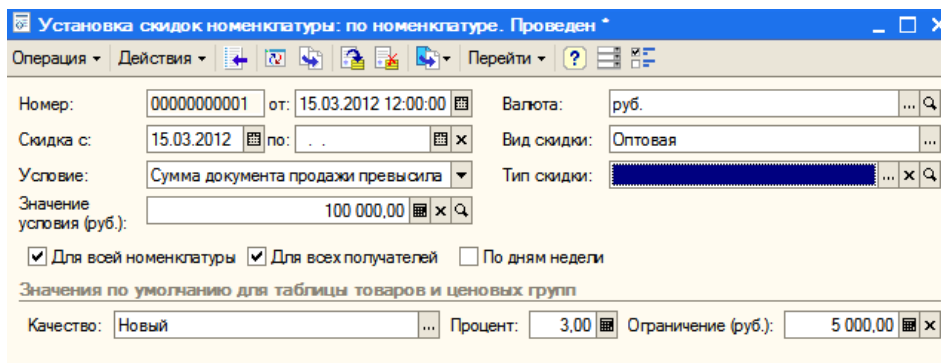 Установка скидок номенклатуры: по номенклатуре. Проведен *
Операция Действия Перейти ?
Номер: 00000000001 от: 15.03.2012 12:00:00 Валюта: руб. ...
Скидка с: 15.03.2012 по: . . x Вид скидки: Оптовая ...
Условие: Сумма документа продажи превысила Тип скидки: ... x
Значение
условия (руб.): 100 000,00 x
Для всей номенклатуры Для всех получателей По дням недели
Значения по умолчанию для таблицы товаров и ценовых групп
Качество: Новый ... Процент: 3,00 Ограничение (руб.): 5 000,00 x